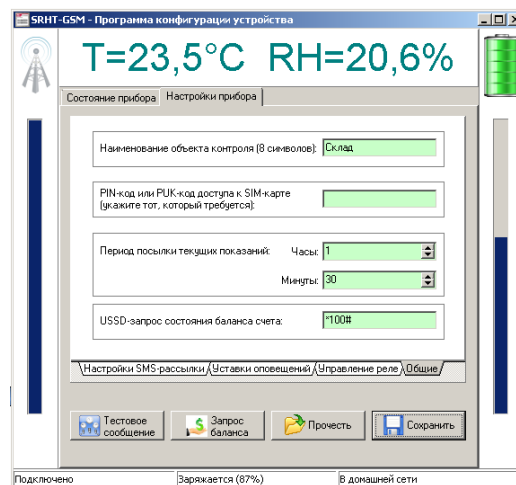 SRHT-GSM - Программа конфигурации устройства
T=23,5°C RH=20,6%
Состояние прибора Настройки прибора
Наименование объекта контроля (8 символов): Склад
PIN-код или PUK-код доступа к SIM-карте
(укажите тот, который требуется):
Период посылки текущих показаний: Часы: 1
Минуты: 30
USSD-запрос состояния баланса счета: *100#
Настройки SMS-рассылки Уставки оповещений Управление реле Общие
Тестовое
сообщение
Запрос
баланса
Прочесть
Сохранить
Подключено Заряжается (87%) В домашней сети